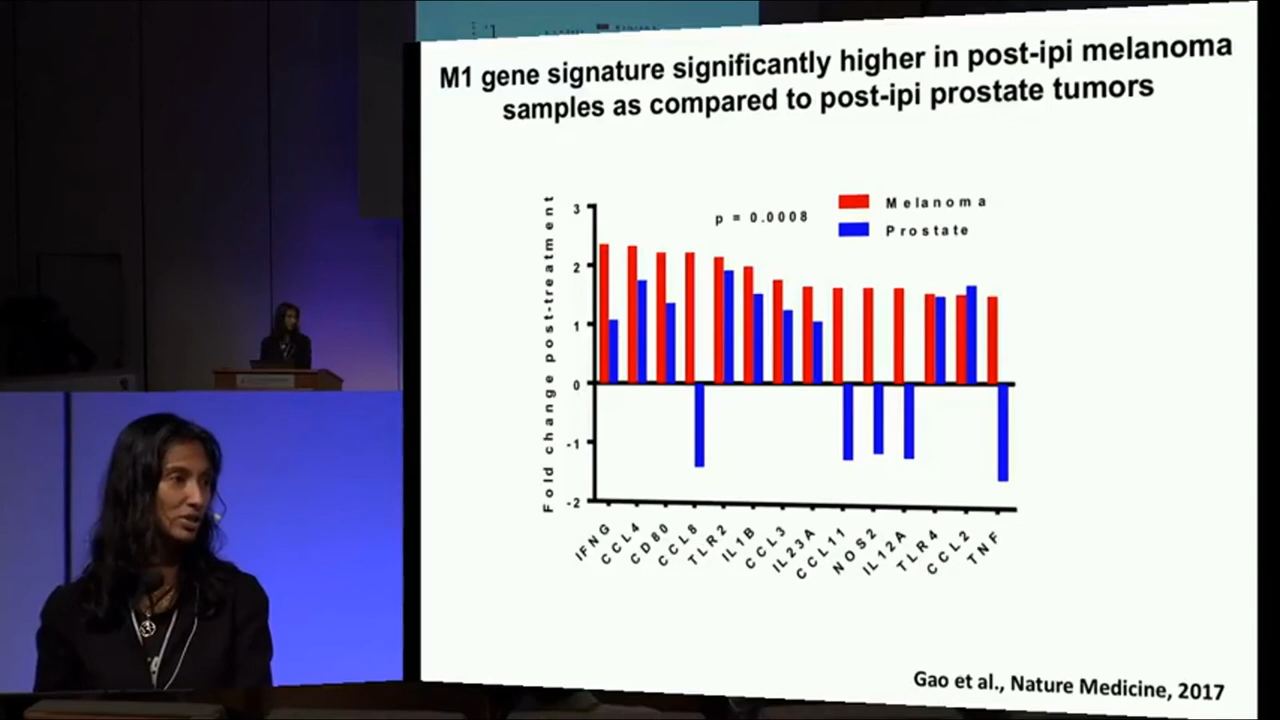 M1 gene signature significantly higher in post-ipi melanoma
samples as compared to post-ipi prostate tumors
Fold change post-treatment
3
2
1
0
-1
-2
p = 0.0008
Melanoma
Prostate
IFNG
CCL4
CD80
CCL8
TLR2
IL1B
CCL3
IL23A
CCL11
NOS2
IL12A
TLR4
CCL2
TNF
Gao et al., Nature Medicine, 2017